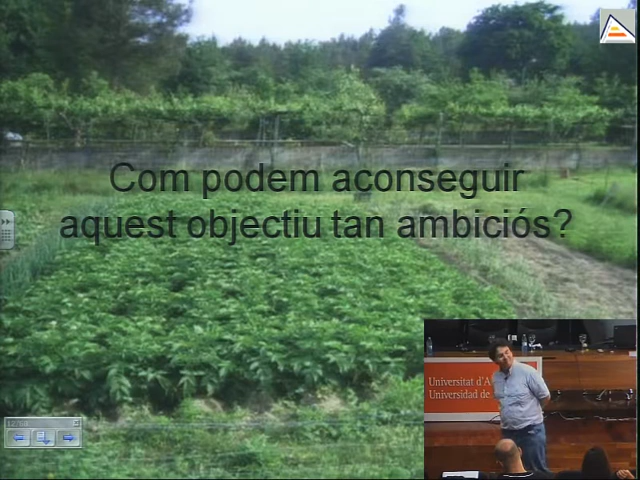 Com podem aconseguir
aquest objectiu tan ambiciós?
Universitat d'A
Universidad de